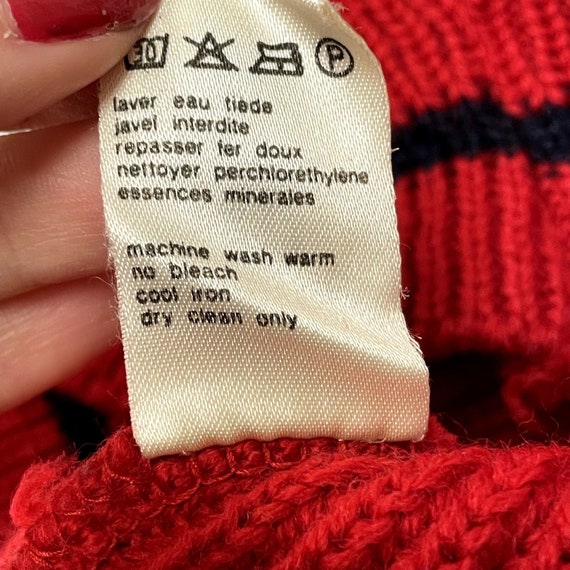 30 P
laver eau tiede
javel interdite
repasser fer doux
nettoyer perchlorethylene
essences minerales
machine wash warm
no bleach
cool iron
dry clean only